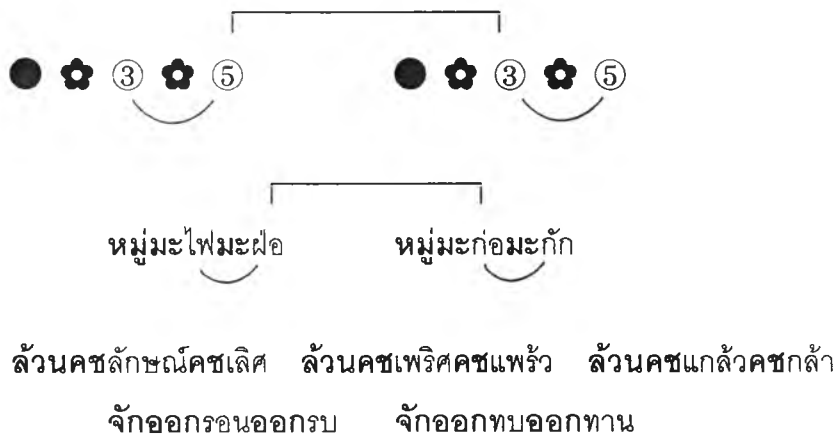 ● ✿ ③ ✿ ⑤ ● ✿ ③ ✿ ⑤
หมู่มะไฟมะฝ่อ หมู่มะก่อมะกัก
ล้วนคชลักษณ์คชเลิศ ล้วนคชเพริศคชแพร้ว ล้วนคชแกล้วคชกล้า
จักออกรอนออกรบ จักออกทบออกทาน